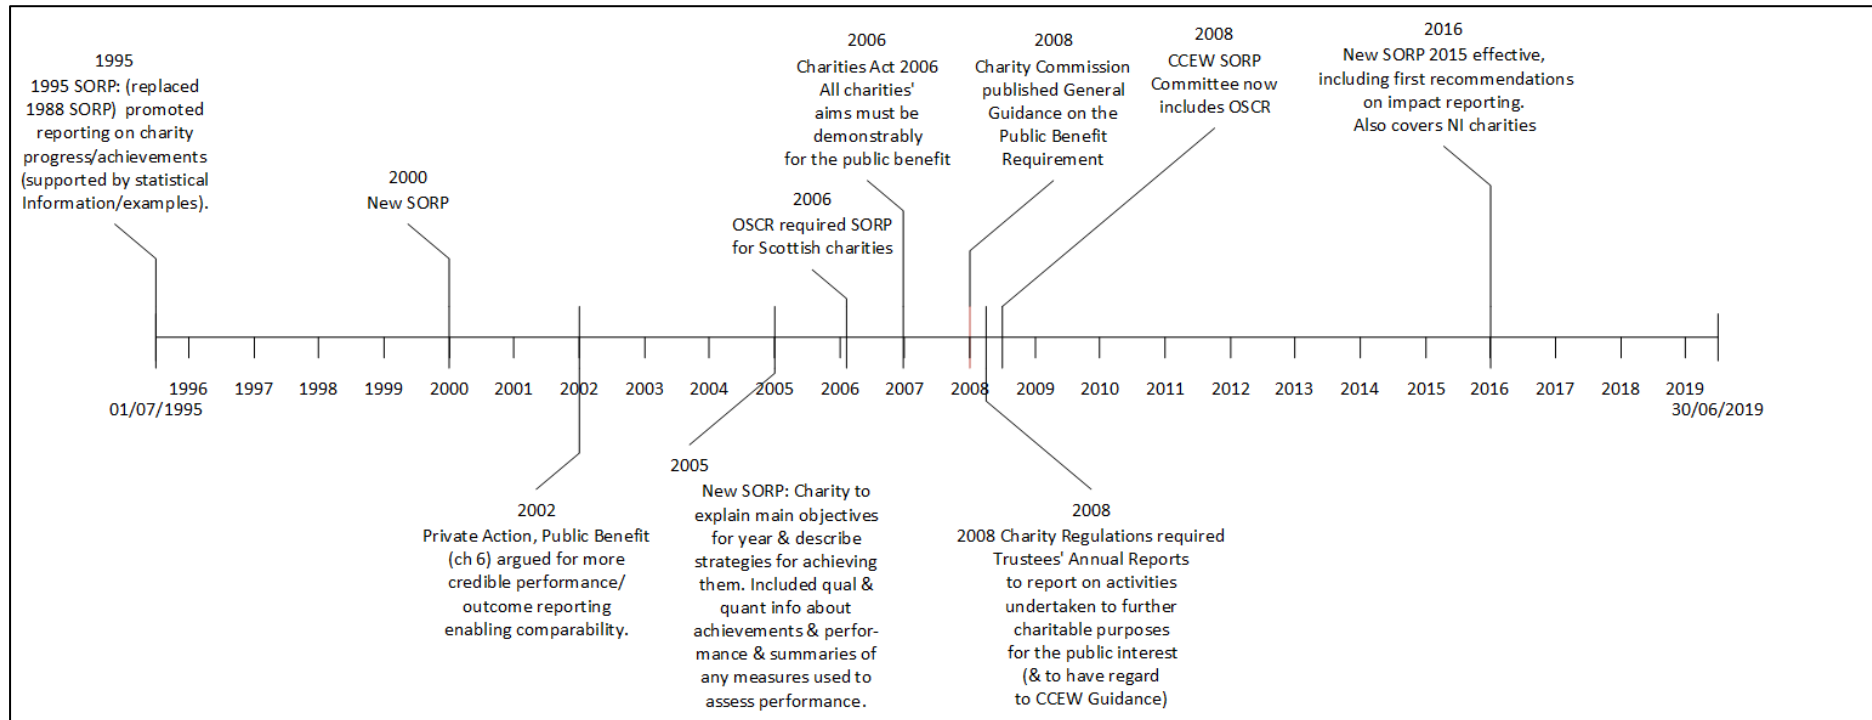 1995
1995 SORP: (replaced
1988 SORP) promoted
reporting on charity
progress/achievements
(supported by statistical
Information/examples).
2000
New SORP
2006
Charities Act 2006
All charities'
aims must be
demonstrably
for the public benefit
2006
OSCR required SORP
for Scottish charities
2008
Charity Commission
published General
Guidance on the
Public Benefit
Requirement
2008
CCEW SORP
Committee now
includes OSCR
2016
New SORP 2015 effective,
including first recommendations
on impact reporting.
Also covers NI charities
1996 1997 1998 1999 2000 2001 2002 2003 2004 2005 2006 2007 2008 2009 2010 2011 2012 2013 2014 2015 2016 2017 2018 2019
01/07/1995 30/06/2019
2002
Private Action, Public Benefit
(ch 6) argued for more
credible performance/
outcome reporting
enabling comparability.
2005
New SORP: Charity to
explain main objectives
for year & describe
strategies for achieving
them. Included qual &
quant info about
achievements & perfor-
mance & summaries of
any measures used to
assess performance.
2008
2008 Charity Regulations required
Trustees' Annual Reports
to report on activities
undertaken to further
charitable purposes
for the public interest
(& to have regard
to CCEW Guidance)